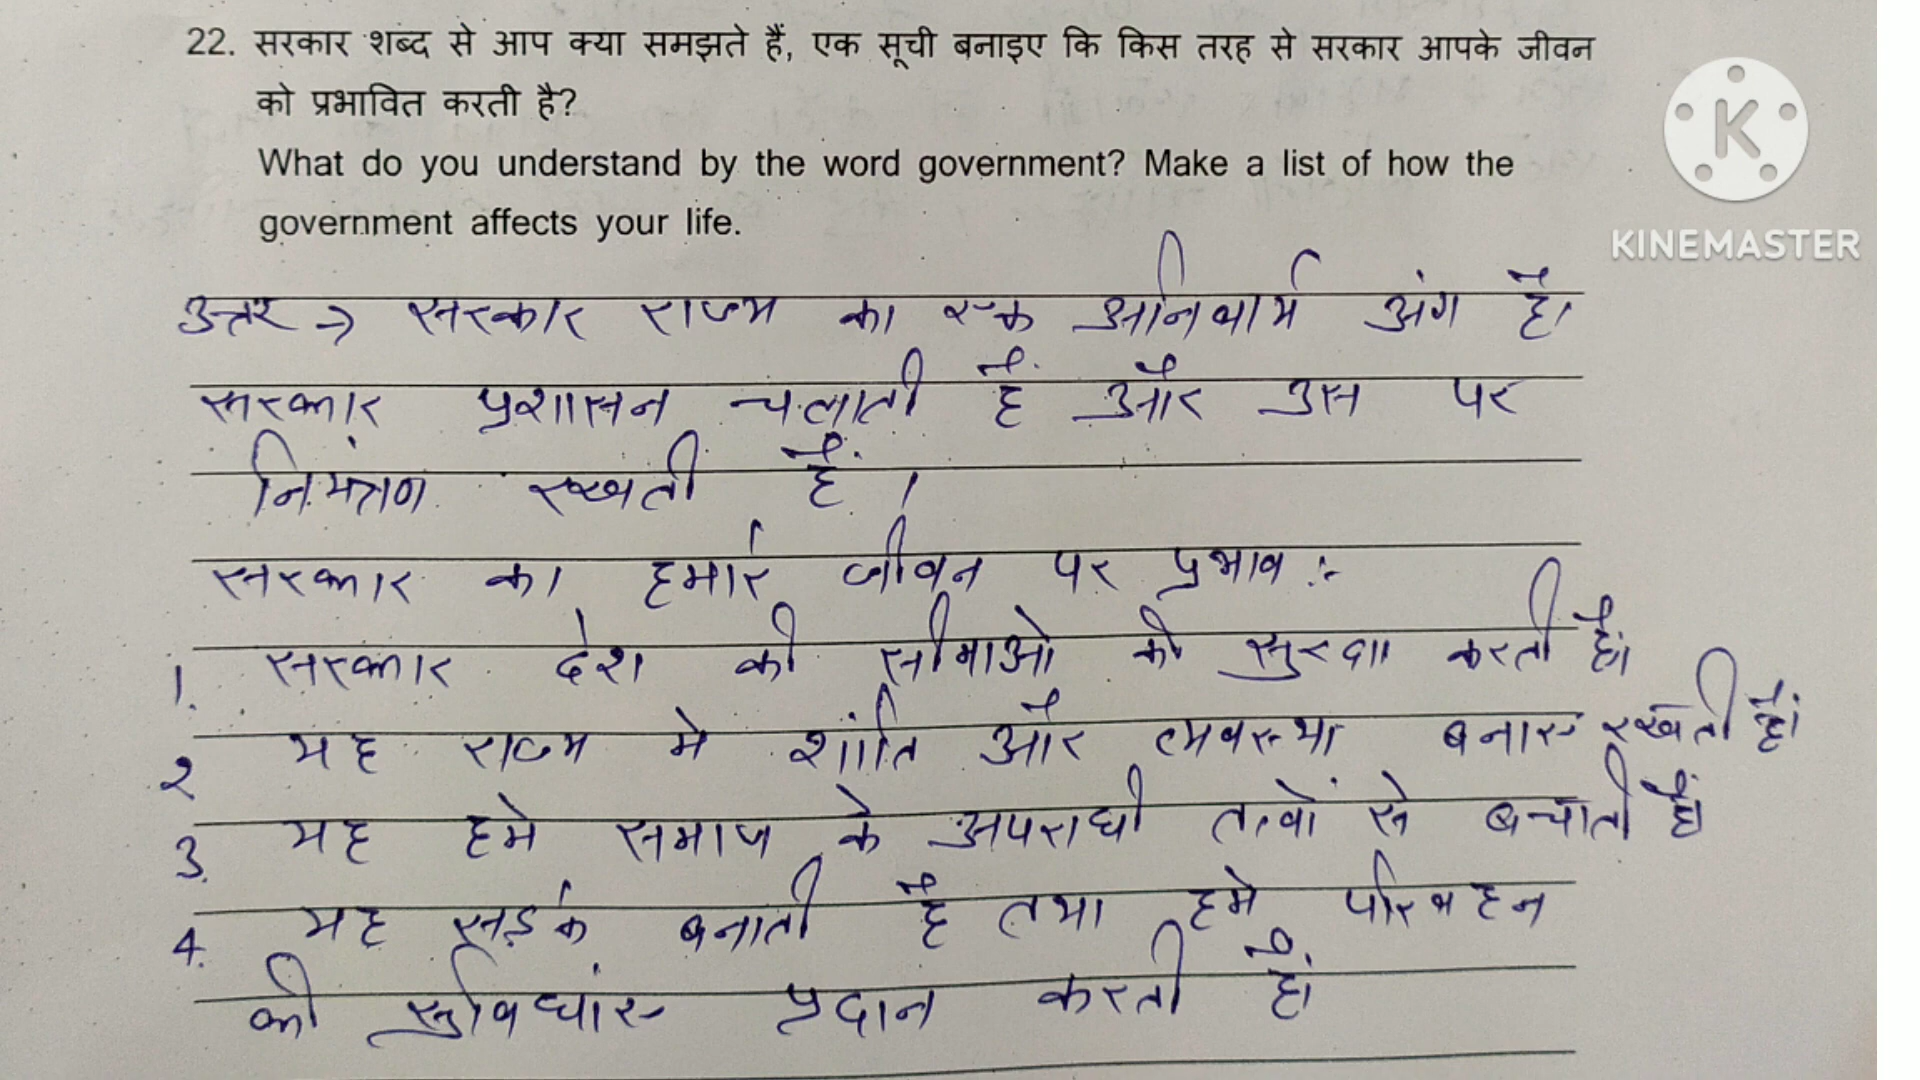 22. सरकार शब्द से आप क्या समझते हैं, एक सूची बनाइए कि किस तरह से सरकार आपके जीवन
को प्रभावित करती है?
What do you understand by the word government? Make a list of how the
government affects your life.
K
KINEMASTER
उत्तर → सरकार राज्य का एक अनिवार्य अंग है।
सरकार प्रशासन चलाती है और उस पर
नियंत्रण रखती है।
सरकार का हमारे जीवन पर प्रभाव :-
1. सरकार देश की सीमाओ की सुरक्षा करती है।
2 यह राज्य मे शांति और व्यवस्था बनाए रखती है।
3. यह हमे समाज के अपराधी तत्वों से बचाती है।
4. यह सड़के बनाती है तथा हमे परिवहन
की सुविधाए प्रदान करती है।